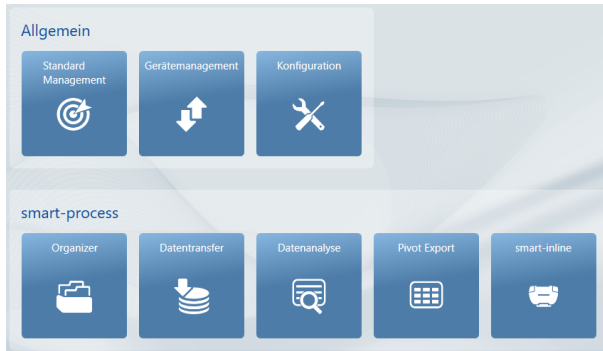 Allgemein
Standard
Management
Gerätemanagement
Konfiguration
smart-process
Organizer
Datentransfer
Datenanalyse
Pivot Export
smart-inline